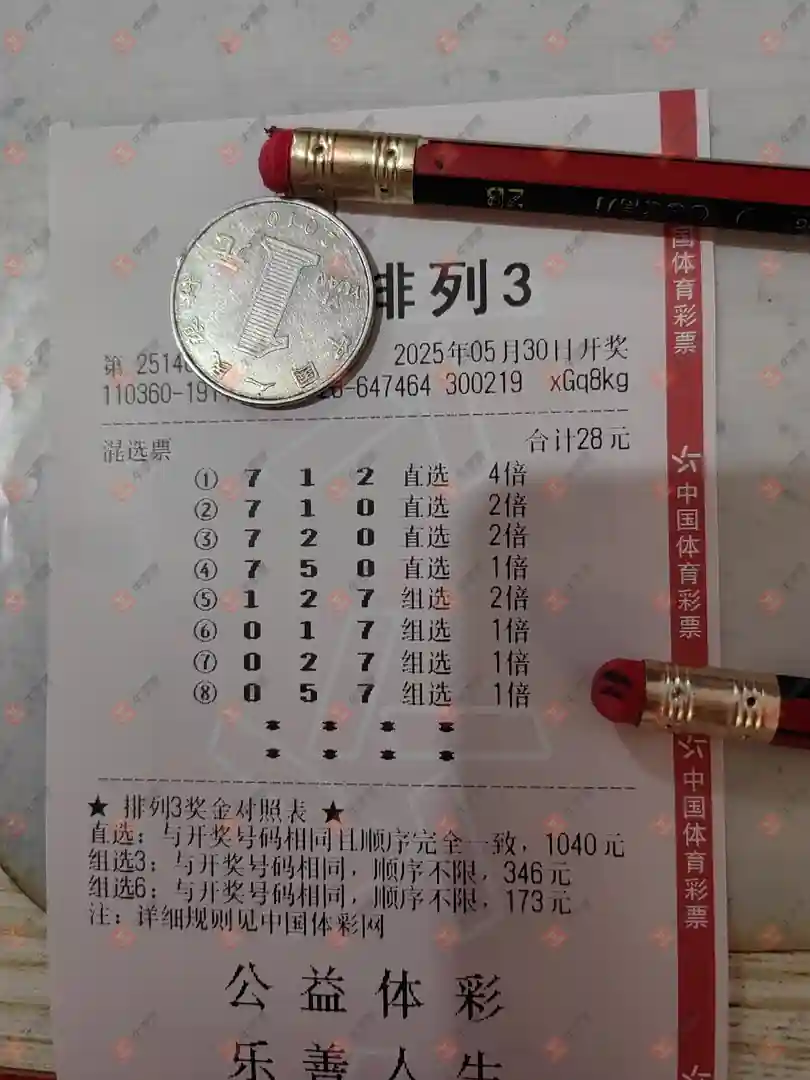 排列3
第 2514
2025年05月30日开奖
110360-191
-647464 300219 xGq8kg
混选票
合计28元
① 7 1 2 直选 4倍
② 7 1 0 直选 2倍
③ 7 2 0 直选 2倍
④ 7 5 0 直选 1倍
⑤ 1 2 7 组选 2倍
⑥ 0 1 7 组选 1倍
⑦ 0 2 7 组选 1倍
⑧ 0 5 7 组选 1倍
* * * *
* * * *
★ 排列3奖金对照表 ★
直选：与开奖号码相同且顺序完全一致，1040元
组选3：与开奖号码相同，顺序不限，346元
组选6：与开奖号码相同，顺序不限，173元
注：详细规则见中国体彩网
公益体彩
乐善人生
国体育彩票
中国体育彩票
中国体育彩票
2B
1